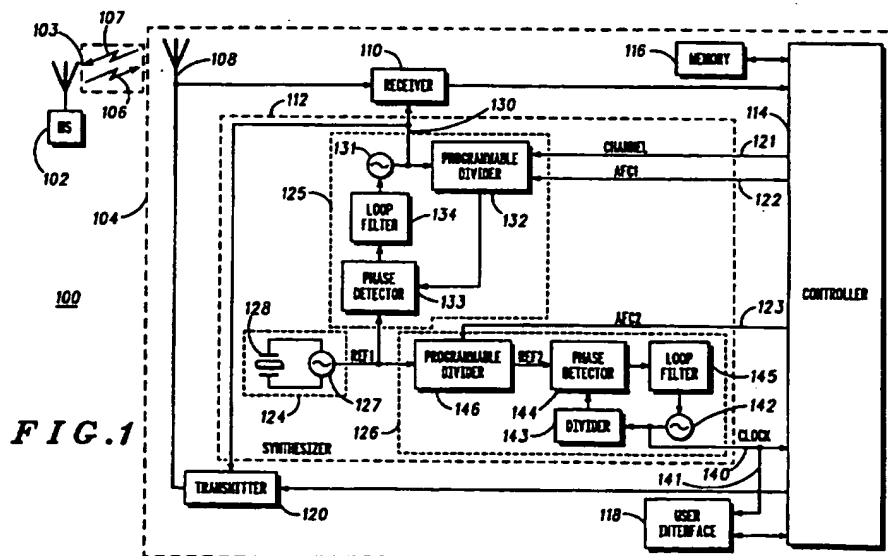 107
103
108
110
RECEIVER
116
MEMORY
106
112
130
114
BS
102
131
CHANNEL
121
PROGRAMMABLE
DIVIDER
AFC1
122
104
125
LOOP
FILTER
134
132
100
PHASE
DETECTOR
133
CONTROLLER
123
128
AFC2
REF1
PROGRAMMABLE
DIVIDER
REF2
PHASE
DETECTOR
LOOP
FILTER
145
124
127
146
144
142
126
143
DIVIDER
FIG.1
SYNTHESIZER
CLOCK
140
141
TRANSMITTER
120
118
USER
INTERFACE